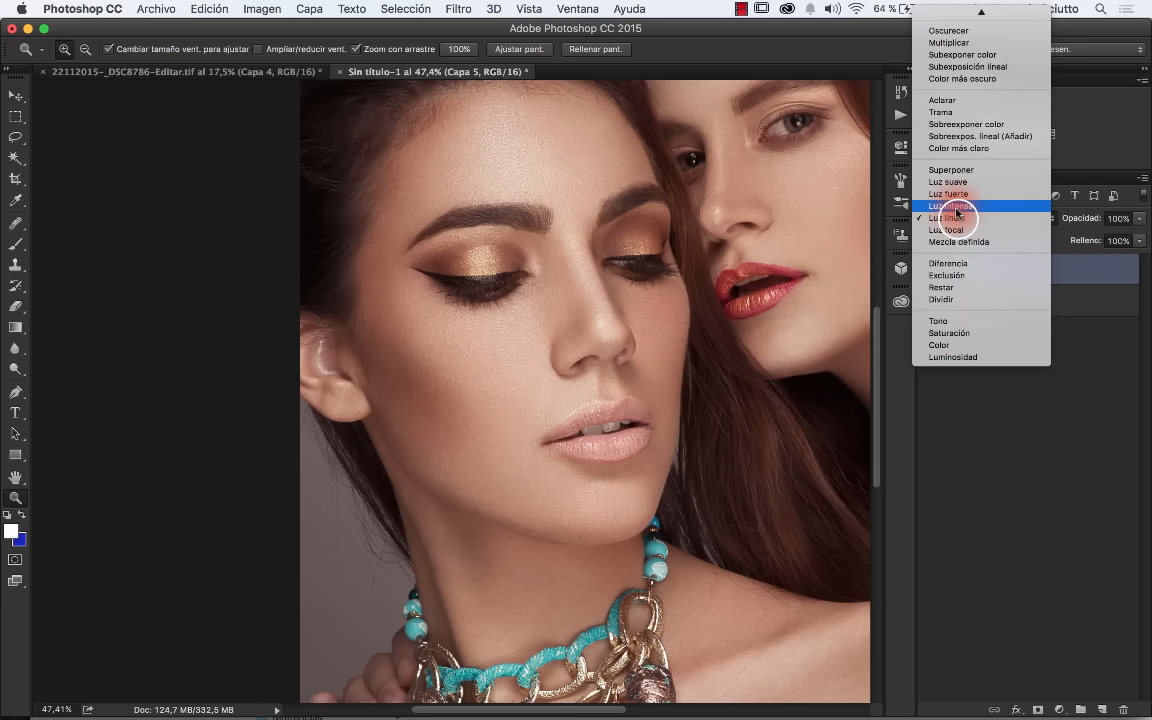 Photoshop CC Archivo Edición Imagen Capa Texto Selección Filtro 3D Vista Ventana Ayuda 64 % ciutto
Adobe Photoshop CC 2015
Cambiar tamaño vent. para ajustar Ampliar/reducir vent. Zoom con arrastre 100% Ajustar pant. Rellenar pant. esen.
× 22112015-_DSC8786-Editar.tif al 17,5% (Capa 4, RGB/16) * × Sin título-1 al 47,4% (Capa 5, RGB/16) *
Oscurecer
Multiplicar
Subexponer color
Subexposición lineal
Color más oscuro
Aclarar
Trama
Sobreexponer color
Sobreexpos. lineal (Añadir)
Color más claro
Superponer
Luz suave
Luz fuerte
Luz intensa
✓ Luz lineal
Luz focal
Mezcla definida
Diferencia
Exclusión
Restar
Dividir
Tono
Saturación
Color
Luminosidad
Opacidad: 100%
Relleno: 100%
47,41% Doc: 124,7 MB/332,5 MB